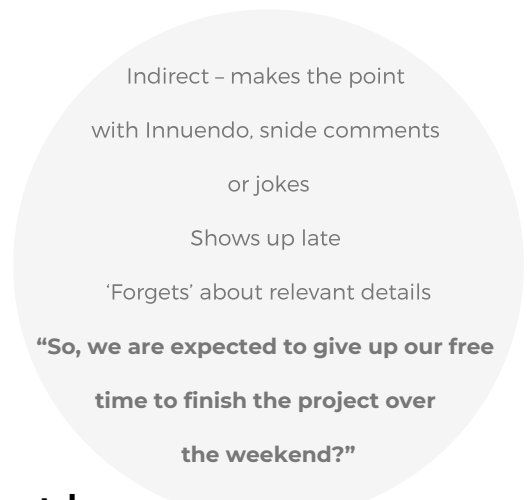 Indirect – makes the point
with Innuendo, snide comments
or jokes
Shows up late
‘Forgets’ about relevant details
“So, we are expected to give up our free
time to finish the project over
the weekend?”